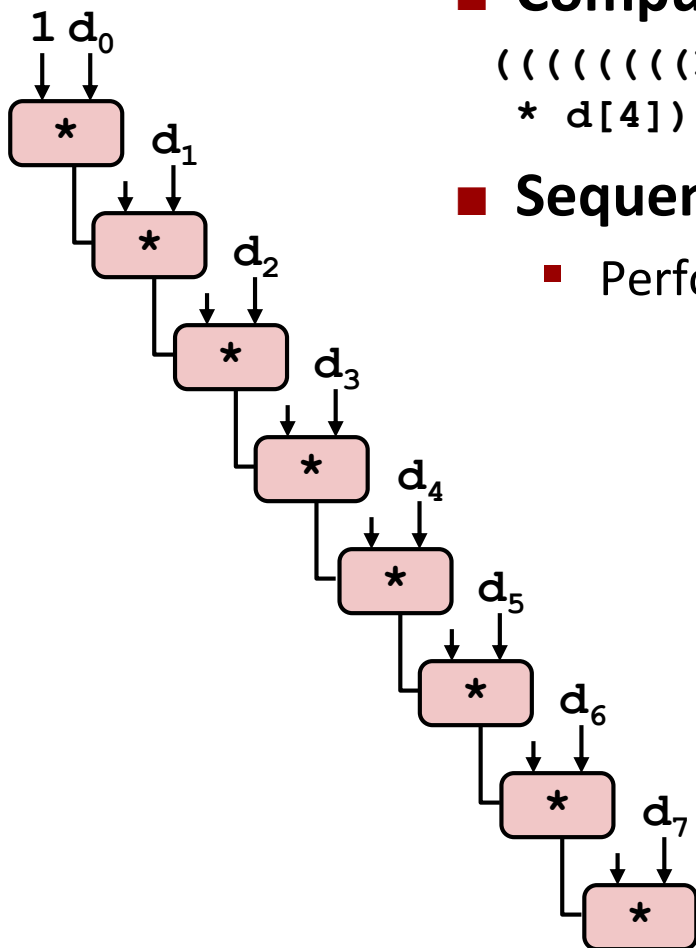 ■ Compu
((((((((
* d[4])
■ Sequen
■ Perfo
1 d₀
*
d₁
*
d₂
*
d₃
*
d₄
*
d₅
*
d₆
*
d₇
*